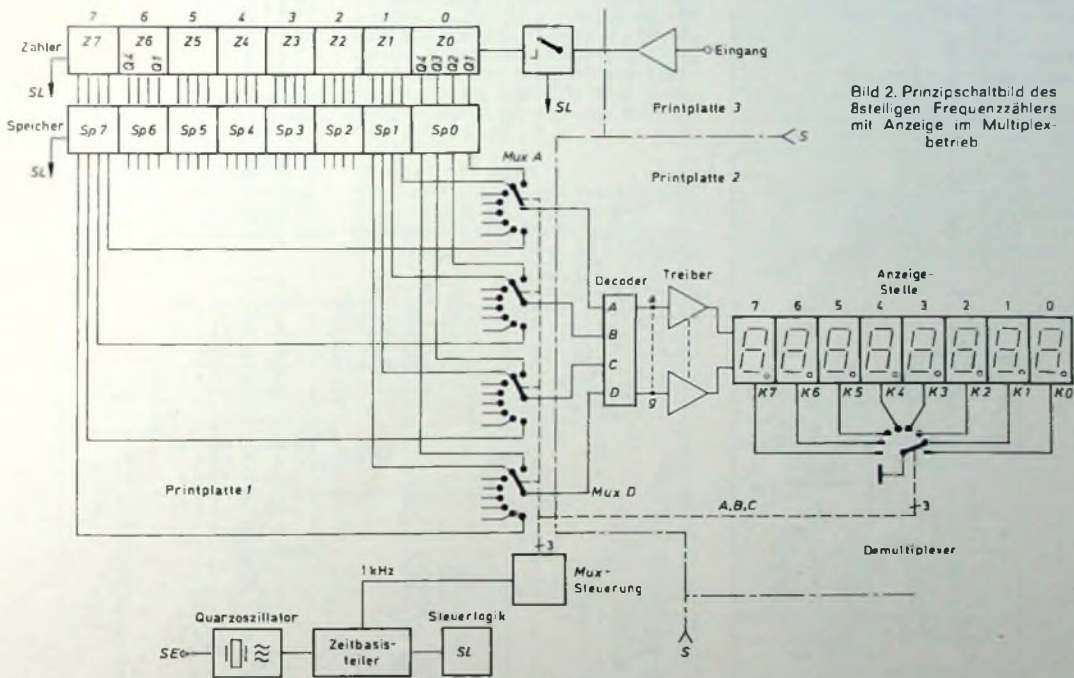 7 6 5 4 3 2 1 0
Zähler
Z7 Z6 Z5 Z4 Z3 Z2 Z1 Z0
Q4 Q1 Q4 Q3 Q2 Q1
SL
Eingang
SL
Speicher
Sp7 Sp6 Sp5 Sp4 Sp3 Sp2 Sp1 Sp0
SL
Printplatte 3
S
Bild 2. Prinzipschaltbild des
8stelligen Frequenzzählers
mit Anzeige im Multiplex-
betrieb
Mux A
Printplatte 2
Decoder
A
B
C
D
a
g
Treiber
Anzeige-
Stelle
7 6 5 4 3 2 1 0
K7 K6 K5 K4 K3 K2 K1 K0
Printplatte 1
Mux D
A,B,C
3
3
Demultiplexer
1kHz
Mux-
Steuerung
Quarzoszillator
Steuerlogik
SE
Zeitbasis-
teiler
SL
S